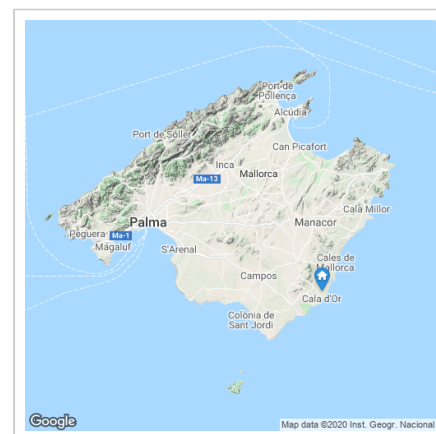 Port de
Pollença
Alcúdia
Port de Sóller
Can Picafort
Inca
Mallorca
Ma-13
Cala Millor
Palma
Manacor
Peguera
Ma-1
Magaluf
S'Arenal
Cales de
Mallorca
Campos
Cala d'Or
Colònia de
Sant Jordi
Google
Map data ©2020 Inst. Geogr. Nacional